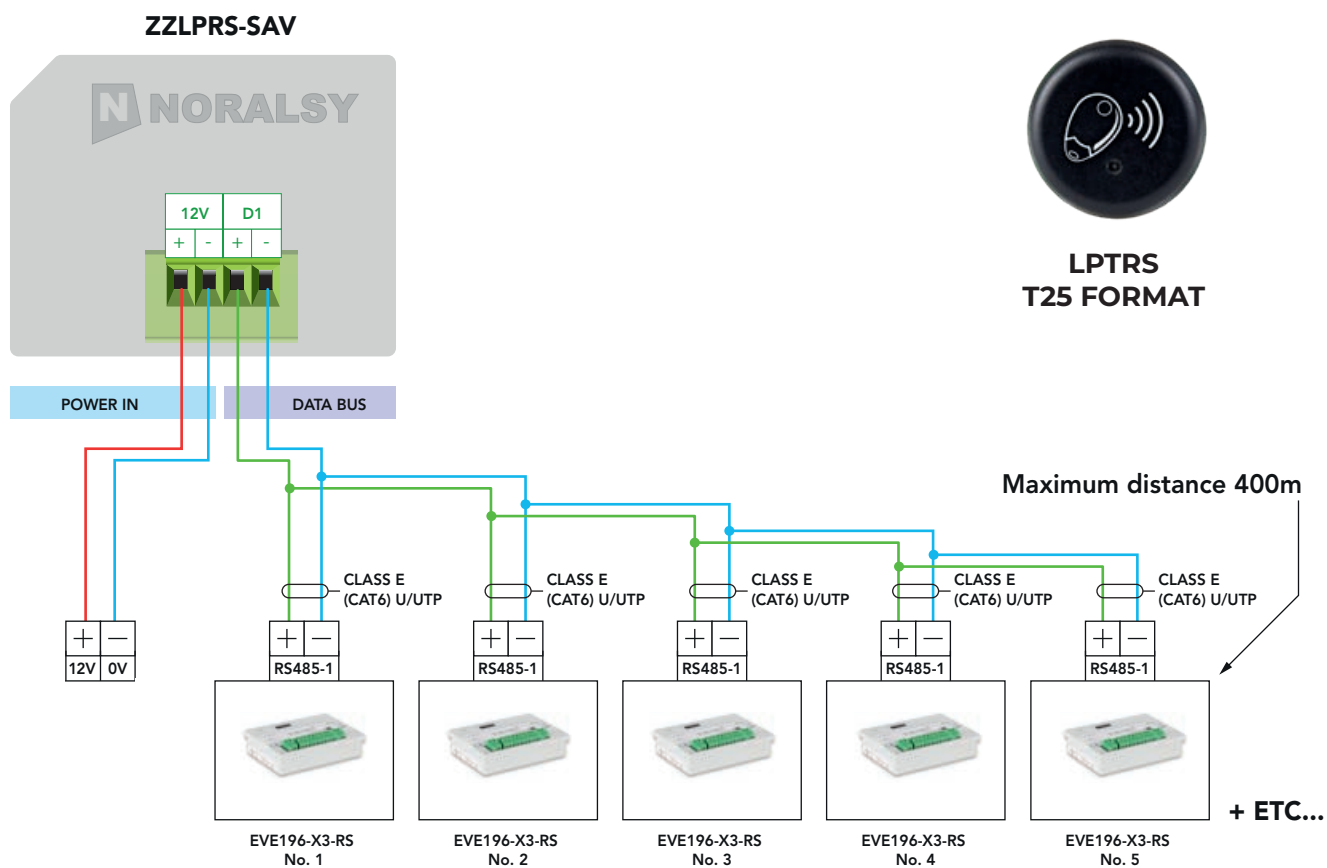 ZZLPRS-SAV
N NORALSY
12V D1
+ - + -
LPTRS
T25 FORMAT
POWER IN
DATA BUS
Maximum distance 400m
CLASS E
(CAT6) U/UTP
CLASS E
(CAT6) U/UTP
CLASS E
(CAT6) U/UTP
CLASS E
(CAT6) U/UTP
CLASS E
(CAT6) U/UTP
+ −
12V 0V
+ −
RS485-1
+ −
RS485-1
+ −
RS485-1
+ −
RS485-1
+ −
RS485-1
+ ETC...
EVE196-X3-RS
No. 1
EVE196-X3-RS
No. 2
EVE196-X3-RS
No. 3
EVE196-X3-RS
No. 4
EVE196-X3-RS
No. 5